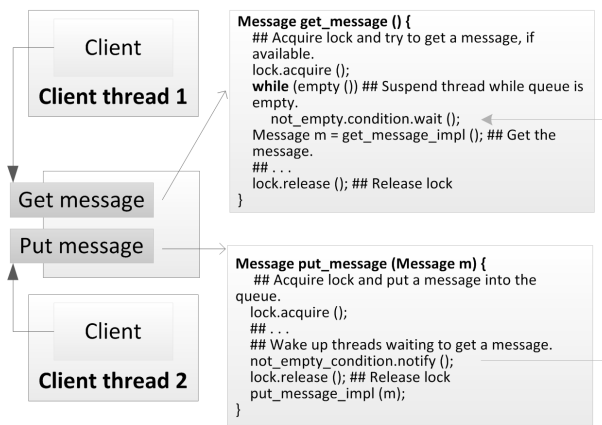 Client
Client thread 1
Get message
Put message
Client
Client thread 2
Message get_message () {
## Acquire lock and try to get a message, if
available.
lock.acquire ();
while (empty ()) ## Suspend thread while queue is
empty.
not_empty.condition.wait ();
Message m = get_message_impl (); ## Get the
message.
## . . .
lock.release (); ## Release lock
}
Message put_message (Message m) {
## Acquire lock and put a message into the
queue.
lock.acquire ();
## . . .
## Wake up threads waiting to get a message.
not_empty_condition.notify ();
lock.release (); ## Release lock
put_message_impl (m);
}